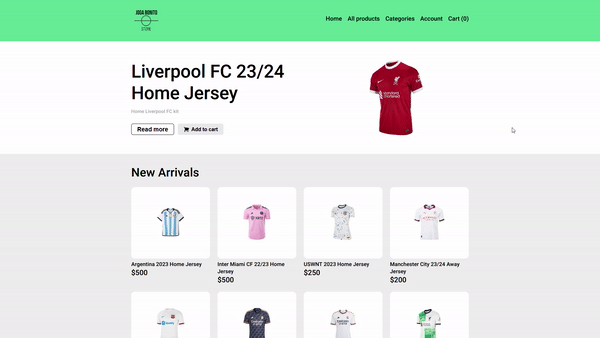 JOGA BONITO
STORE
Home All products Categories Account Cart (0)
Liverpool FC 23/24
Home Jersey
Home Liverpool FC kit
Read more Add to cart
New Arrivals
Argentina 2023 Home Jersey
$500
Inter Miami CF 22/23 Home
Jersey
$500
USWNT 2023 Home Jersey
$250
Manchester City 23/24 Away
Jersey
$200